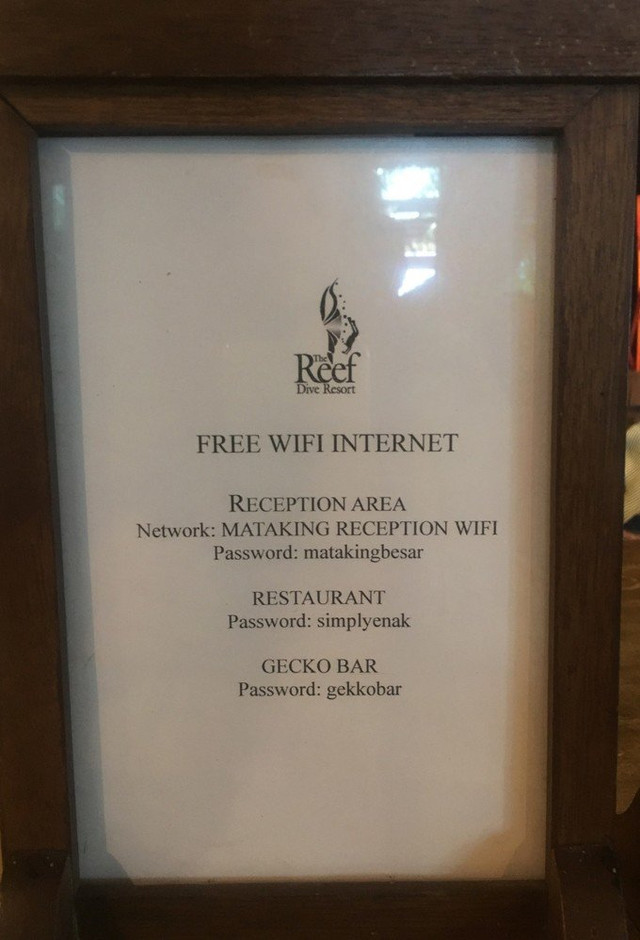 The
Reef
Dive Resort
FREE WIFI INTERNET
RECEPTION AREA
Network: MATAKING RECEPTION WIFI
Password: matakingbesar
RESTAURANT
Password: simplyenak
GECKO BAR
Password: gekkobar